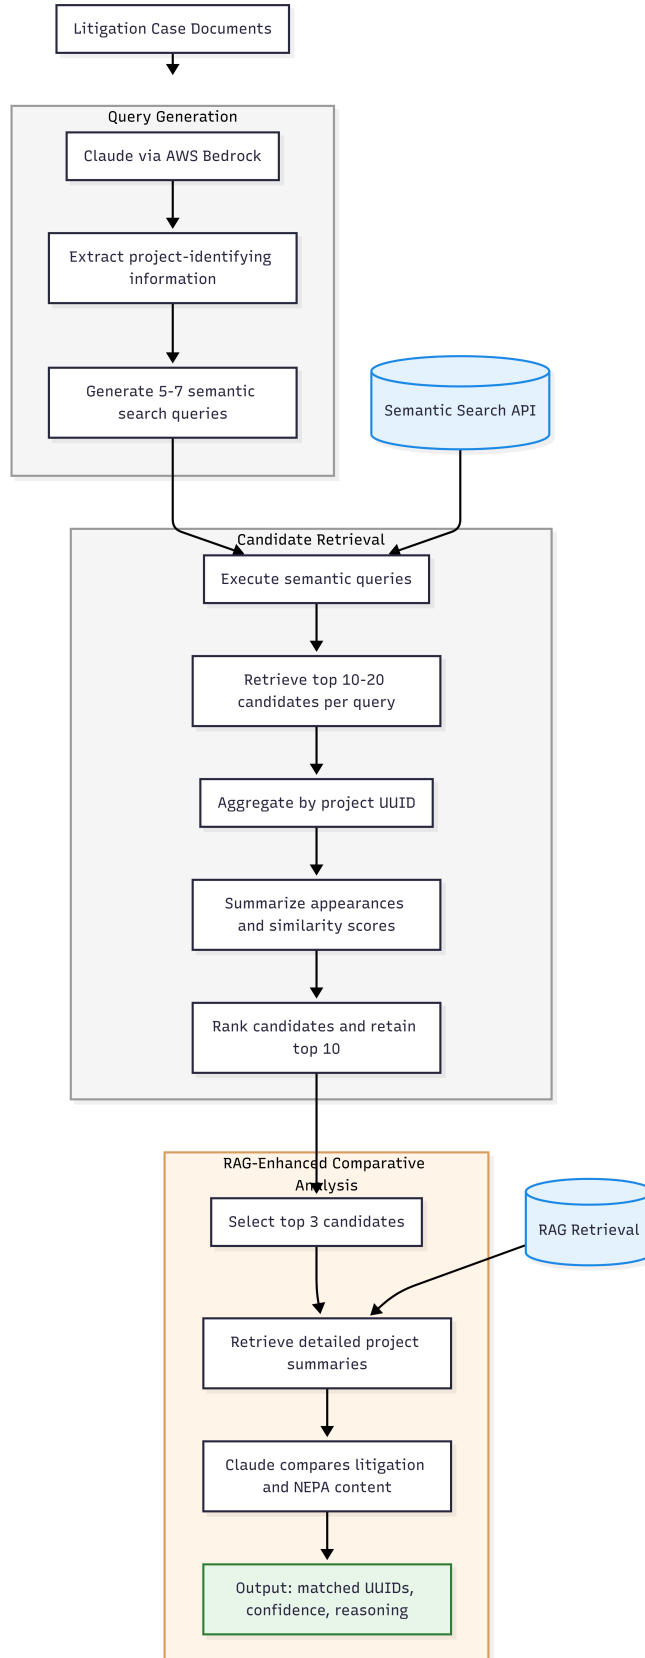 Litigation Case Documents
Query Generation
Claude via AWS Bedrock
Extract project-identifying
information
Generate 5-7 semantic
search queries
Semantic Search API
Candidate Retrieval
Execute semantic queries
Retrieve top 10-20
candidates per query
Aggregate by project UUID
Summarize appearances
and similarity scores
Rank candidates and retain
top 10
RAG-Enhanced Comparative
Analysis
Select top 3 candidates
RAG Retrieval
Retrieve detailed project
summaries
Claude compares litigation
and NEPA content
Output: matched UUIDs,
confidence, reasoning